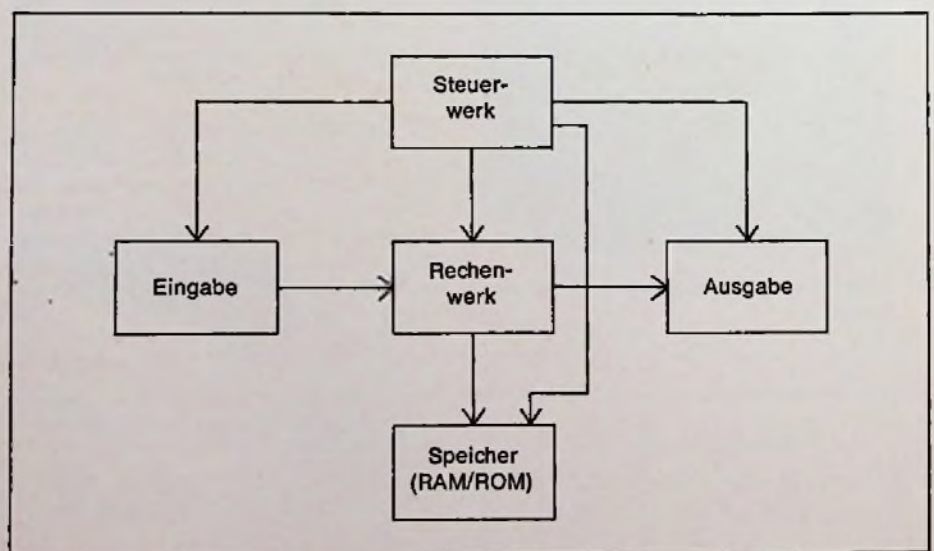 Steuer-
werk
Eingabe
Rechen-
werk
Ausgabe
Speicher
(RAM/ROM)